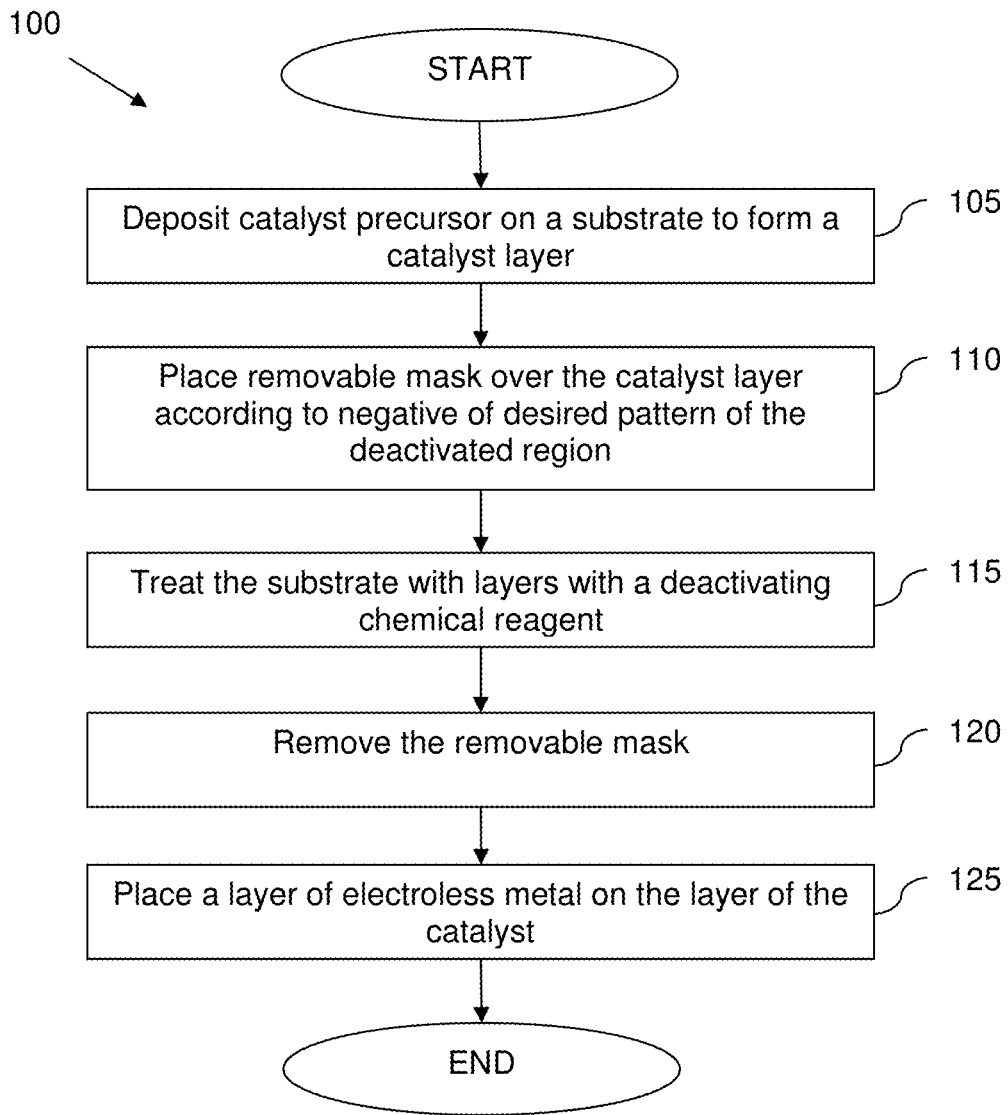 100
START
Deposit catalyst precursor on a substrate to form a
catalyst layer
105
Place removable mask over the catalyst layer
according to negative of desired pattern of the
deactivated region
110
Treat the substrate with layers with a deactivating
chemical reagent
115
Remove the removable mask
120
Place a layer of electroless metal on the layer of the
catalyst
125
END